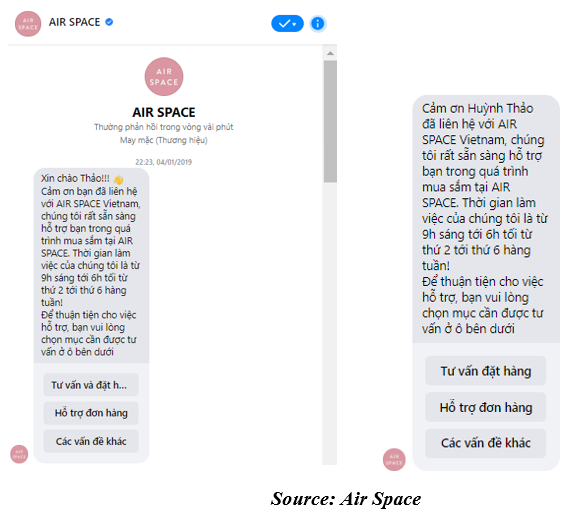 AIR SPACE
AIR
SPACE
AIR
SPACE
AIR SPACE
Thường phản hồi trong vòng vài phút
May mặc (Thương hiệu)
22:23, 04/01/2019
Xin chào Thảo!!! 👋
Cảm ơn bạn đã liên hệ
với AIR SPACE Vietnam,
chúng tôi rất sẵn sàng
hỗ trợ bạn trong quá
trình mua sắm tại AIR
SPACE. Thời gian làm
việc của chúng tôi là từ
9h sáng tới 6h tối từ
thứ 2 tới thứ 6 hàng
tuần!
Để thuận tiện cho việc
hỗ trợ, bạn vui lòng
chọn mục cần được tư
vấn ở ô bên dưới
Tư vấn và đặt h...
Hỗ trợ đơn hàng
Các vấn đề khác
AIR
SPACE
Cảm ơn Huỳnh Thảo
đã liên hệ với AIR
SPACE Vietnam, chúng
tôi rất sẵn sàng hỗ trợ
bạn trong quá trình
mua sắm tại AIR
SPACE. Thời gian làm
việc của chúng tôi là từ
9h sáng tới 6h tối từ
thứ 2 tới thứ 6 hàng
tuần!
Để thuận tiện cho việc
hỗ trợ, bạn vui lòng
chọn mục cần được tư
vấn ở ô bên dưới
Tư vấn đặt hàng
Hỗ trợ đơn hàng
Các vấn đề khác
AIR
SPACE
Source: Air Space